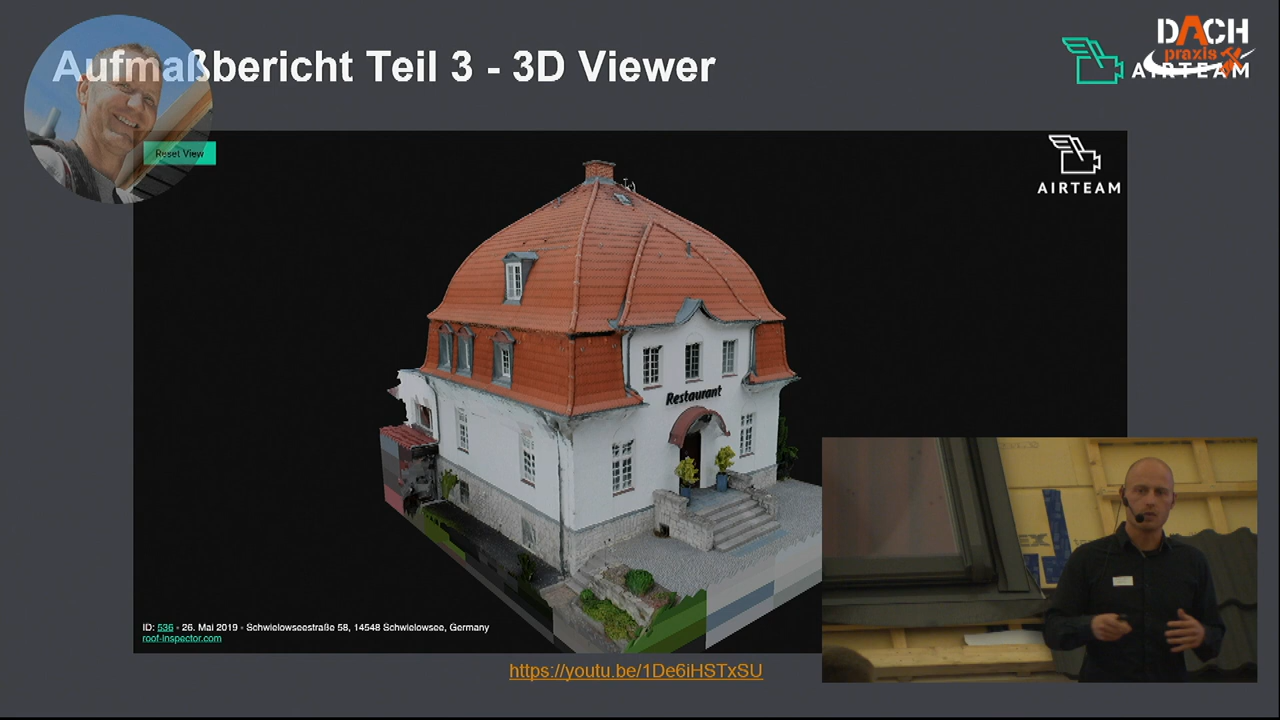 Aufmaßbericht Teil 3 - 3D Viewer
DACH
praxis
AIRTEAM
Reset View
AIRTEAM
Restaurant
ID: 536 - 26. Mai 2019 - Schwielowseestraße 58, 14548 Schwielowsee, Germany
roof-inspector.com
https://youtu.be/1De6iHSTxSU